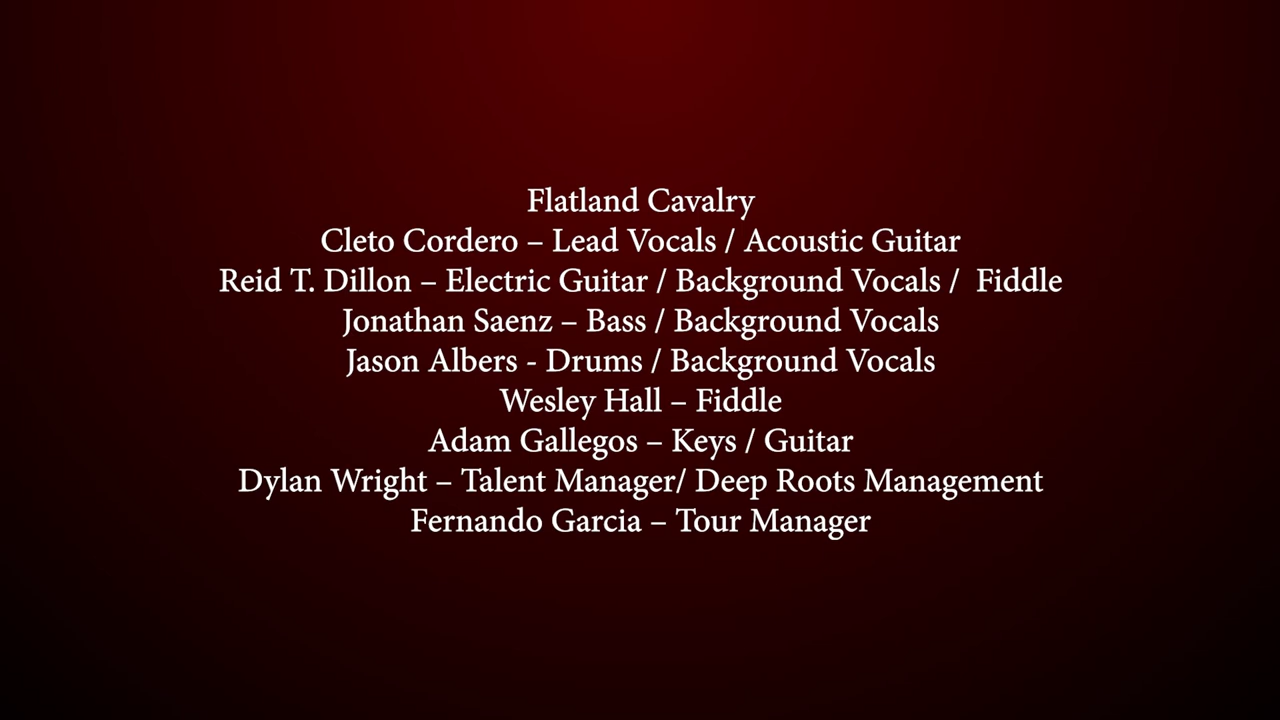 Flatland Cavalry
Cleto Cordero – Lead Vocals / Acoustic Guitar
Reid T. Dillon – Electric Guitar / Background Vocals /  Fiddle
Jonathan Saenz – Bass / Background Vocals
Jason Albers - Drums / Background Vocals
Wesley Hall – Fiddle
Adam Gallegos – Keys / Guitar
Dylan Wright – Talent Manager/ Deep Roots Management
Fernando Garcia – Tour Manager